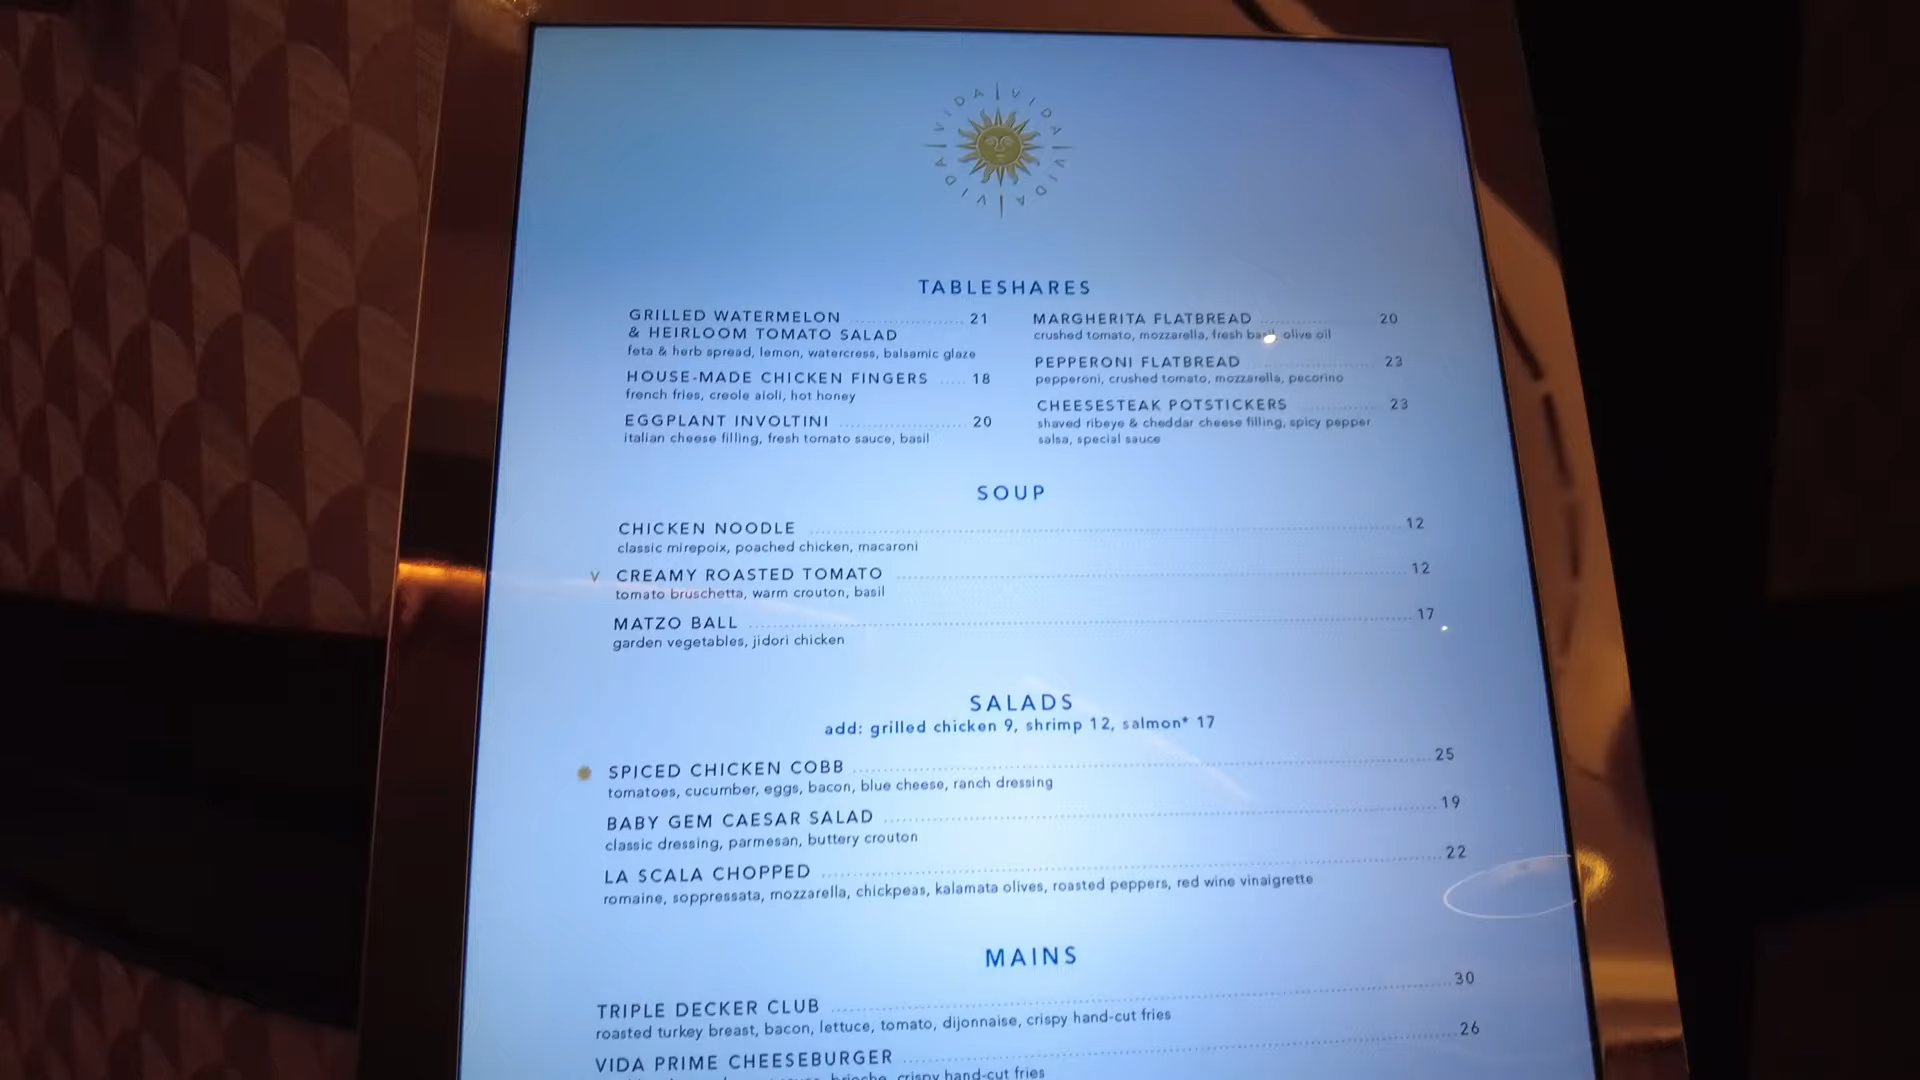 VIDA | VIDA | VIDA | VIDA |
TABLESHARES
GRILLED WATERMELON ..................... 21
& HEIRLOOM TOMATO SALAD
feta & herb spread, lemon, watercress, balsamic glaze
HOUSE-MADE CHICKEN FINGERS ..... 18
french fries, creole aioli, hot honey
EGGPLANT INVOLTINI ..................... 20
italian cheese filling, fresh tomato sauce, basil
MARGHERITA FLATBREAD ............. 20
crushed tomato, mozzarella, fresh basil, olive oil
PEPPERONI FLATBREAD ............. 23
pepperoni, crushed tomato, mozzarella, pecorino
CHEESESTEAK POTSTICKERS ............. 23
shaved ribeye & cheddar cheese filling, spicy pepper
salsa, special sauce
SOUP
CHICKEN NOODLE ..................... 12
classic mirepoix, poached chicken, macaroni
V CREAMY ROASTED TOMATO ..................... 12
tomato bruschetta, warm crouton, basil
MATZO BALL ..................... 17
garden vegetables, jidori chicken
SALADS
add: grilled chicken 9, shrimp 12, salmon* 17
SPICED CHICKEN COBB ..................... 25
tomatoes, cucumber, eggs, bacon, blue cheese, ranch dressing
BABY GEM CAESAR SALAD ..................... 19
classic dressing, parmesan, buttery crouton
LA SCALA CHOPPED ..................... 22
romaine, soppressata, mozzarella, chickpeas, kalamata olives, roasted peppers, red wine vinaigrette
MAINS
TRIPLE DECKER CLUB ..................... 30
roasted turkey breast, bacon, lettuce, tomato, dijonnaise, crispy hand-cut fries
VIDA PRIME CHEESEBURGER ..................... 26
brioche, crispy hand-cut fries